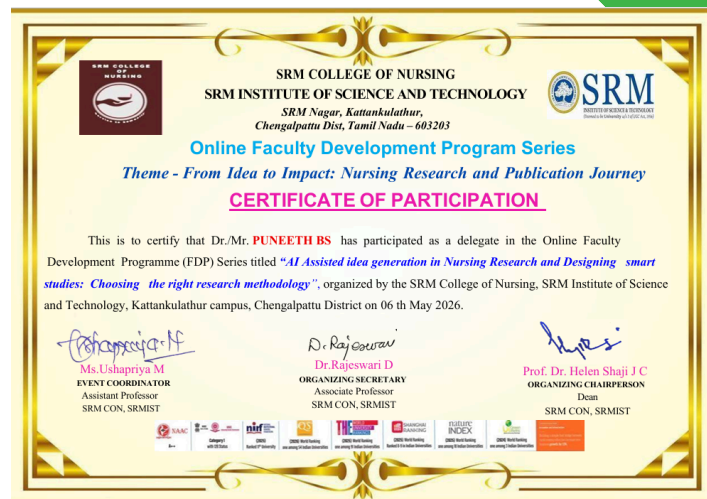 SRM COLLEGE
OF
NURSING
SRM COLLEGE OF NURSING
SRM INSTITUTE OF SCIENCE AND TECHNOLOGY
SRM Nagar, Kattankulathur,
Chengalpattu Dist, Tamil Nadu – 603203
SRM
INSTITUTE OF SCIENCE & TECHNOLOGY
Online Faculty Development Program Series
Theme - From Idea to Impact: Nursing Research and Publication Journey
CERTIFICATE OF PARTICIPATION
This is to certify that Dr./Mr. PUNEETH BS has participated as a delegate in the Online Faculty
Development Programme (FDP) Series titled “AI Assisted idea generation in Nursing Research and Designing smart
studies: Choosing the right research methodology”, organized by the SRM College of Nursing, SRM Institute of Science
and Technology, Kattankulathur campus, Chengalpattu District on 06 th May 2026.
D. Rajeswari
Ms.Ushapriya M
EVENT COORDINATOR
Assistant Professor
SRM CON, SRMIST
Dr.Rajeswari D
ORGANIZING SECRETARY
Associate Professor
SRM CON, SRMIST
Prof. Dr. Helen Shaji J C
ORGANIZING CHAIRPERSON
Dean
SRM CON, SRMIST
NAAC
A++
Category I
with 12B Status
nirf
QS
THE
SHANGHAI
RANKING
nature
INDEX